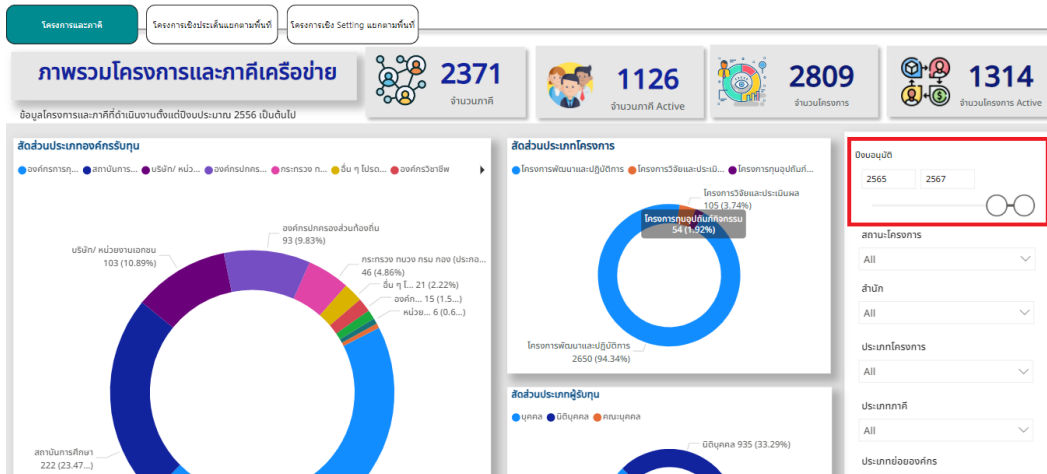 โครงการและภาคี
โครงการเชิงประเด็นแยกตามพื้นที่
โครงการเชิง Setting แยกตามพื้นที่
ภาพรวมโครงการและภาคีเครือข่าย
ข้อมูลโครงการและภาคีที่ดำเนินงานตั้งแต่ปีงบประมาณ 2556 เป็นต้นไป
2371
จำนวนภาคี
1126
จำนวนภาคี Active
2809
จำนวนโครงการ
1314
จำนวนโครงการ Active
สัดส่วนประเภทองค์กรรับทุน
องค์กรการกุ... สถาบันการ... บริษัท/ หน่ว... องค์กรปกคร... กระทรวง ท... อื่น ๆ โปรด... องค์กรวิชาชีพ
องค์กรปกครองส่วนท้องถิ่น
93 (9.83%)
บริษัท/ หน่วยงานเอกชน
103 (10.89%)
กระทรวง ทบวง กรม กอง (ประกอ...
46 (4.86%)
อื่น ๆ โ... 21 (2.22%)
องค์ก... 15 (1.5...)
หน่วย... 6 (0.6...)
สถาบันการศึกษา
222 (23.47...)
สัดส่วนประเภทโครงการ
โครงการพัฒนาและปฏิบัติการ โครงการวิจัยและประเมิ... โครงการทุนอุปถัมภ์...
โครงการวิจัยและประเมินผล
105 (3.74%)
โครงการทุนอุปถัมภ์กิจกรรม
54 (1.92%)
โครงการพัฒนาและปฏิบัติการ
2650 (94.34%)
สัดส่วนประเภทผู้รับทุน
บุคคล นิติบุคคล คณะบุคคล
นิติบุคคล 935 (33.29%)
ปีงบอนุมัติ
2565 2567
สถานะโครงการ
All
สำนัก
All
ประเภทโครงการ
All
ประเภทภาคี
All
ประเภทย่อยองค์กร